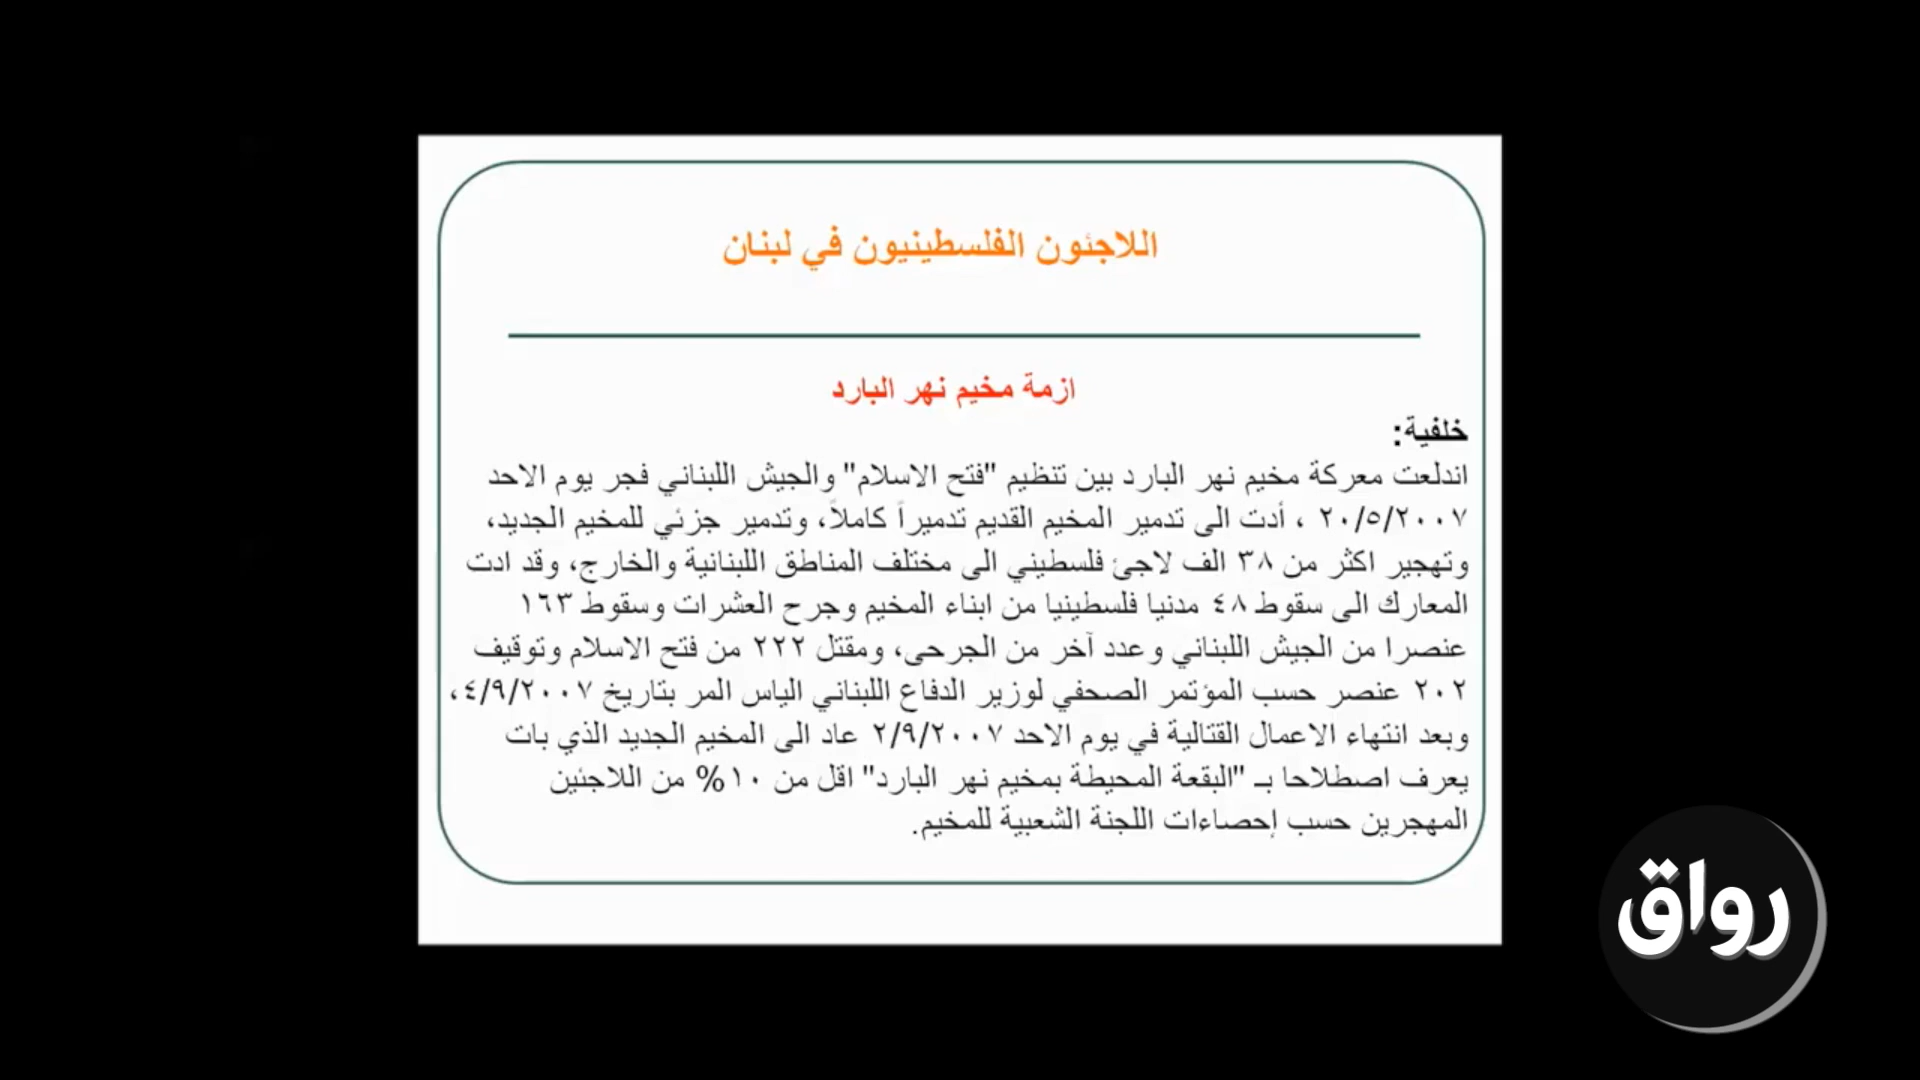 اللاجئون الفلسطينيون في لبنان
ازمة مخيم نهر البارد
خلفية:
اندلعت معركة مخيم نهر البارد بين تنظيم "فتح الاسلام" والجيش اللبناني فجر يوم الاحد
٢٠/٥/٢٠٠٧ ، أدت الى تدمير المخيم القديم تدميراً كاملاً، وتدمير جزئي للمخيم الجديد،
وتهجير اكثر من ٣٨ الف لاجئ فلسطيني الى مختلف المناطق اللبنانية والخارج، وقد ادت
المعارك الى سقوط ٤٨ مدنيا فلسطينيا من ابناء المخيم وجرح العشرات وسقوط ١٦٣
عنصرا من الجيش اللبناني وعدد آخر من الجرحى، ومقتل ٢٢٢ من فتح الاسلام وتوقيف
٢٠٢ عنصر حسب المؤتمر الصحفي لوزير الدفاع اللبناني الياس المر بتاريخ ٤/٩/٢٠٠٧،
وبعد انتهاء الاعمال القتالية في يوم الاحد ٢/٩/٢٠٠٧ عاد الى المخيم الجديد الذي بات
يعرف اصطلاحا بـ "البقعة المحيطة بمخيم نهر البارد" اقل من ١٠% من اللاجئين
المهجرين حسب إحصاءات اللجنة الشعبية للمخيم.
رواق